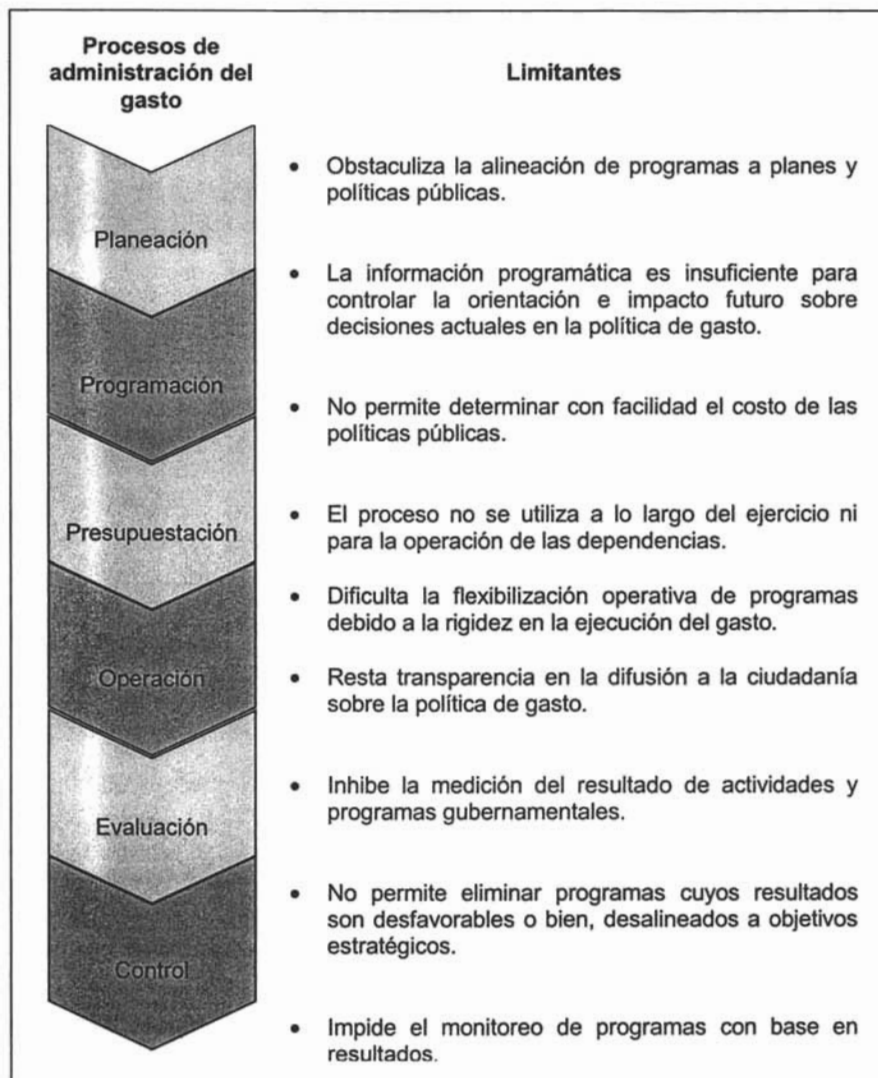 Procesos de
administración del
gasto
Limitantes
Planeación
Programación
Presupuestación
Operación
Evaluación
Control
• Obstaculiza la alineación de programas a planes y
políticas públicas.
• La información programática es insuficiente para
controlar la orientación e impacto futuro sobre
decisiones actuales en la política de gasto.
• No permite determinar con facilidad el costo de las
políticas públicas.
• El proceso no se utiliza a lo largo del ejercicio ni
para la operación de las dependencias.
• Dificulta la flexibilización operativa de programas
debido a la rigidez en la ejecución del gasto.
• Resta transparencia en la difusión a la ciudadanía
sobre la política de gasto.
• Inhibe la medición del resultado de actividades y
programas gubernamentales.
• No permite eliminar programas cuyos resultados
son desfavorables o bien, desalineados a objetivos
estratégicos.
• Impide el monitoreo de programas con base en
resultados.